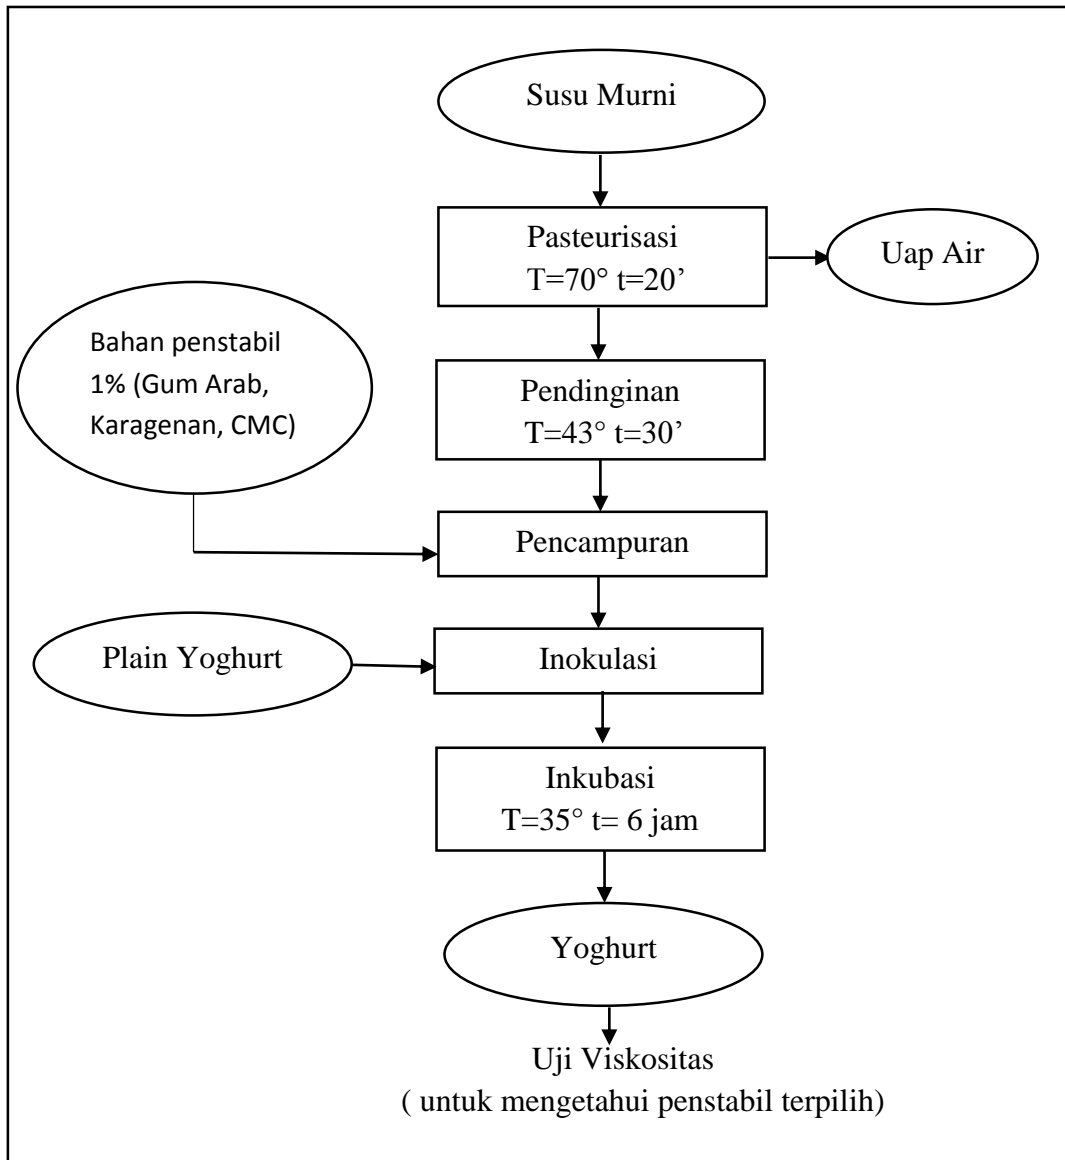 Susu Murni
Pasteurisasi
T=70° t=20’
Uap Air
Bahan penstabil
1% (Gum Arab,
Karagenan, CMC)
Pendinginan
T=43° t=30’
Pencampuran
Plain Yoghurt
Inokulasi
Inkubasi
T=35° t= 6 jam
Yoghurt
Uji Viskositas
( untuk mengetahui penstabil terpilih)